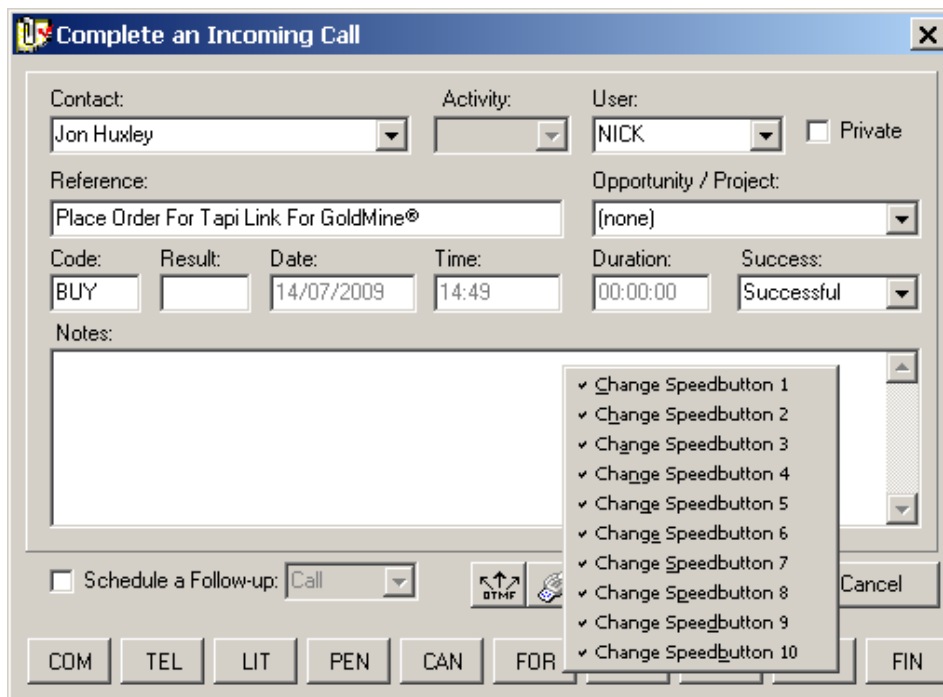 Complete an Incoming Call
Contact: Activity: User:
Jon Huxley NICK Private
Reference: Opportunity / Project:
Place Order For Tapi Link For GoldMine® (none)
Code: Result: Date: Time: Duration: Success:
BUY 14/07/2009 14:49 00:00:00 Successful
Notes:
Change Speedbutton 1
Change Speedbutton 2
Change Speedbutton 3
Change Speedbutton 4
Change Speedbutton 5
Change Speedbutton 6
Change Speedbutton 7
Change Speedbutton 8
Change Speedbutton 9
Change Speedbutton 10
Schedule a Follow-up: Call DTMF Cancel
COM TEL LIT PEN CAN FOR FIN